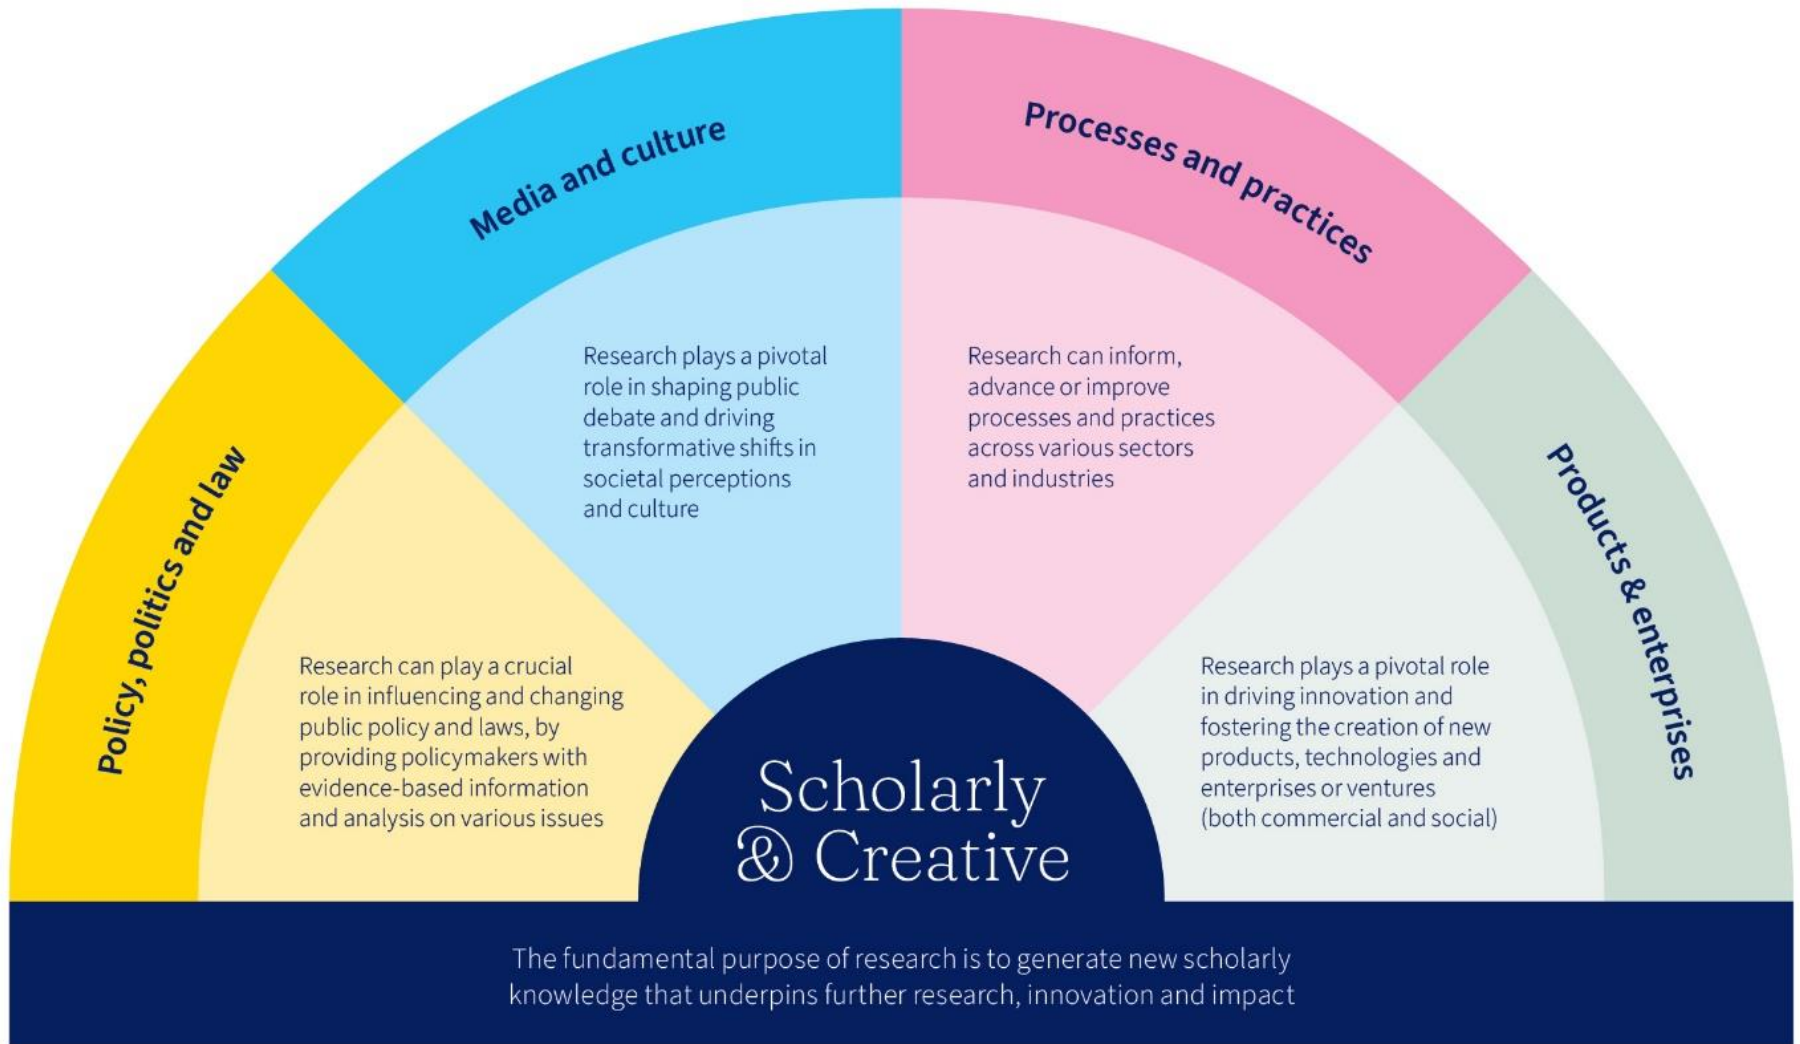 Policy, politics and law
Research can play a crucial
role in influencing and changing
public policy and laws, by
providing policymakers with
evidence-based information
and analysis on various issues
Media and culture
Research plays a pivotal
role in shaping public
debate and driving
transformative shifts in
societal perceptions
and culture
Processes and practices
Research can inform,
advance or improve
processes and practices
across various sectors
and industries
Products & enterprises
Research plays a pivotal role
in driving innovation and
fostering the creation of new
products, technologies and
enterprises or ventures
(both commercial and social)
Scholarly
& Creative
The fundamental purpose of research is to generate new scholarly
knowledge that underpins further research, innovation and impact